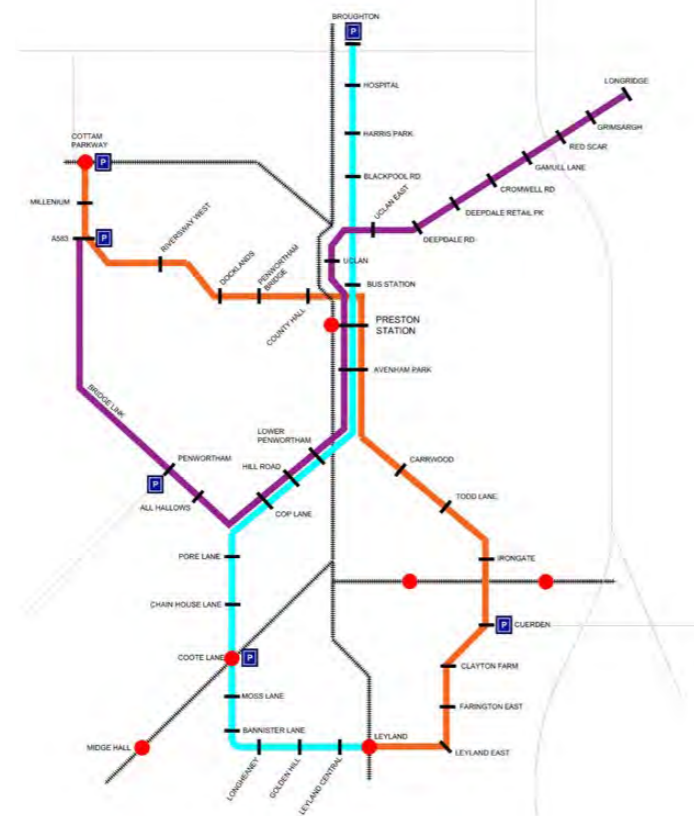 BROUGHTON
P
HOSPITAL
LONGRIDGE
GRIMSARGH
HARRIS PARK
RED SCAR
COTTAM
PARKWAY
P
GAMUEL LANE
BLACKPOOL RD
CROMWELL RD
MILLENIUM
UCLAN EAST
DEEPDALE RETAIL PK
A583
P
RIVERSWAY WEST
DEEPDALE RD
UCLAN
DOCKLANDS
PENWORTHAM
BRIDGE
BUS STATION
COUNTY HALL
PRESTON
STATION
AVENHAM PARK
BRIDGE LINK
LOWER
PENWORTHAM
PENWORTHAM
HILL ROAD
CARRWOOD
P
TODD LANE
ALL HALLOWS
COP LANE
PORE LANE
IRONGATE
CHAIN HOUSE LANE
P
CUERDEN
COOTE LANE
P
CLAYTON FARM
MOSS LANE
FARINGTON EAST
BANNISTER LANE
MIDGE HALL
LEYLAND
LEYLAND EAST
LONGHEANEY
GOLDEN HILL
LEYLAND CENTRAL